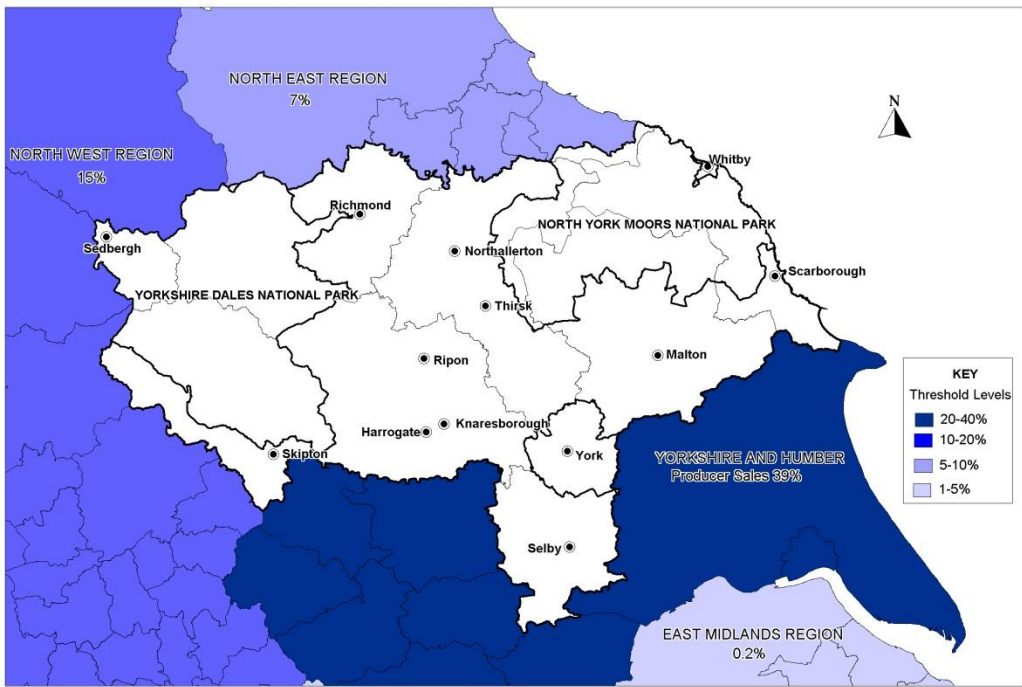 NORTH EAST REGION
7%
N
NORTH WEST REGION
15%
Whitby
Richmond
NORTH YORK MOORS NATIONAL PARK
Sedbergh
Northallerton
Scarborough
YORKSHIRE DALES NATIONAL PARK
Thirsk
Ripon
Malton
KEY
Threshold Levels
20-40%
10-20%
5-10%
1-5%
Knaresborough
Harrogate
Skipton
York
YORKSHIRE AND HUMBER
Producer Sales 39%
Selby
EAST MIDLANDS REGION
0.2%